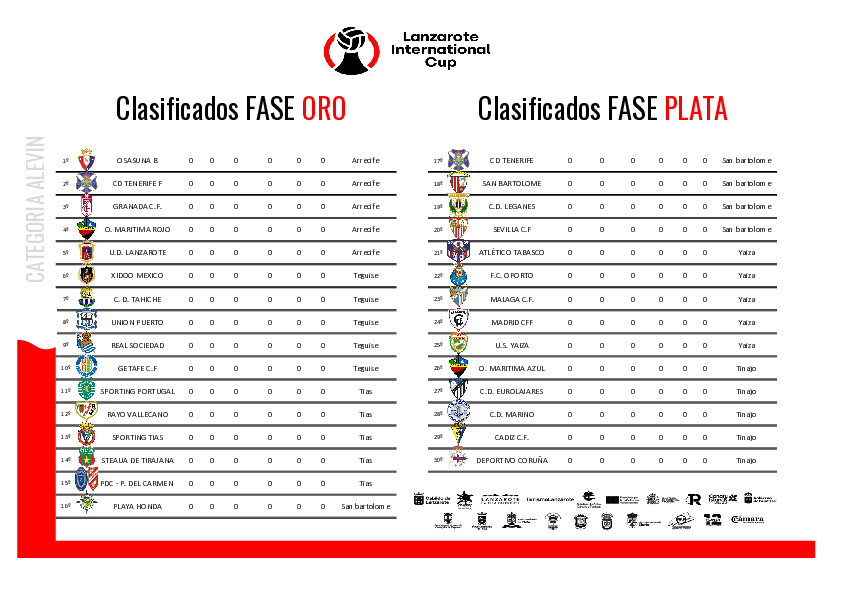 Lanzarote
International
Cup
Clasificados FASE ORO
CATEGORIA ALEVIN
1º OSASUNA B 0 0 0 0 0 0 Arrecife
2º CD TENERIFE F 0 0 0 0 0 0 Arrecife
3º GRANADA C.F. 0 0 0 0 0 0 Arrecife
4º O. MARITIMA ROJO 0 0 0 0 0 0 Arrecife
5º U.D. LANZAROTE 0 0 0 0 0 0 Arrecife
6º XIDOO MEXICO 0 0 0 0 0 0 Teguise
7º C. D. TAHICHE 0 0 0 0 0 0 Teguise
8º UNION PUERTO 0 0 0 0 0 0 Teguise
9º REAL SOCIEDAD 0 0 0 0 0 0 Teguise
10º GETAFE C.F 0 0 0 0 0 0 Teguise
11º SPORTING PORTUGAL 0 0 0 0 0 0 Tias
12º RAYO VALLECANO 0 0 0 0 0 0 Tias
13º SPORTING TIAS 0 0 0 0 0 0 Tias
14º STEAUA DE TIRAJANA 0 0 0 0 0 0 Tias
15º PDC - P. DEL CARMEN 0 0 0 0 0 0 Tias
16º PLAYA HONDA 0 0 0 0 0 0 San bartolome
Clasificados FASE PLATA
17º CD TENERIFE 0 0 0 0 0 0 San bartolome
18º SAN BARTOLOME 0 0 0 0 0 0 San bartolome
19º C.D. LEGANES 0 0 0 0 0 0 San bartolome
20º SEVILLA C.F 0 0 0 0 0 0 San bartolome
21º ATLÉTICO TABASCO 0 0 0 0 0 0 Yaiza
22º F.C. OPORTO 0 0 0 0 0 0 Yaiza
23º MALAGA C.F. 0 0 0 0 0 0 Yaiza
24º MADRID CFF 0 0 0 0 0 0 Yaiza
25º U.S. YAIZA 0 0 0 0 0 0 Yaiza
26º O. MARITIMA AZUL 0 0 0 0 0 0 Tinajo
27º C.D. EUROLAJARES 0 0 0 0 0 0 Tinajo
28º C.D. MARINO 0 0 0 0 0 0 Tinajo
29º CADIZ C.F. 0 0 0 0 0 0 Tinajo
30º DEPORTIVO CORUÑA 0 0 0 0 0 0 Tinajo
Cabildo de
Lanzarote
LANZAROTE
TurismoLanzarote
Cámara